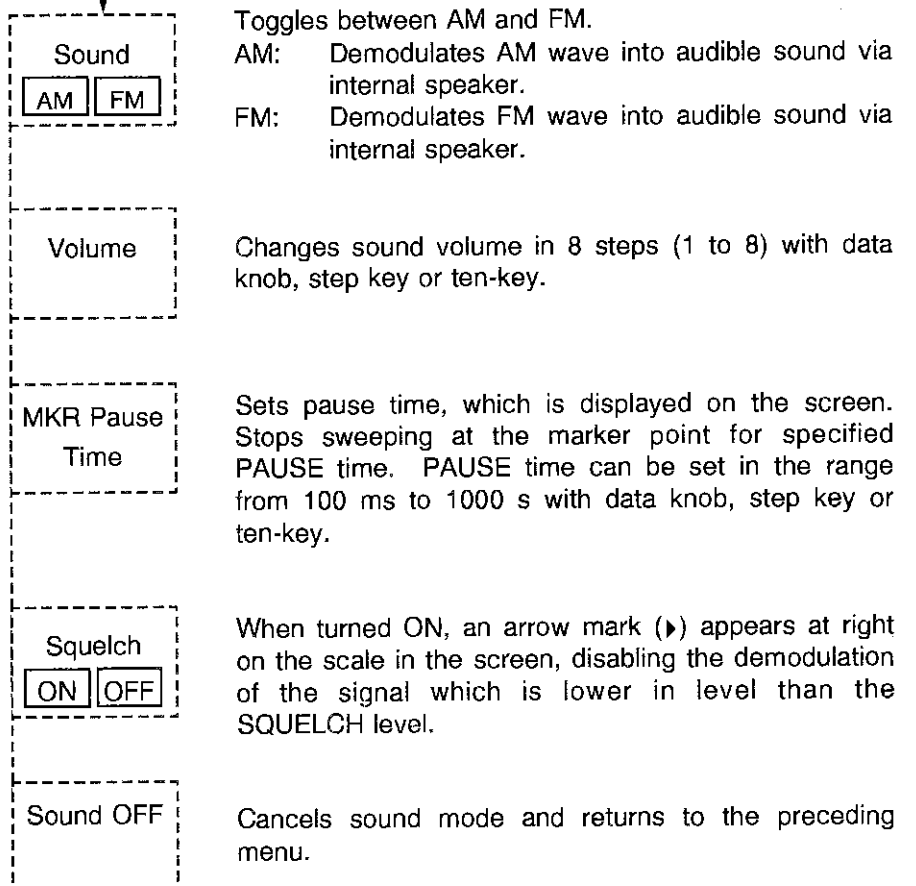 Sound
AM FM
Toggles between AM and FM.
AM: Demodulates AM wave into audible sound via
internal speaker.
FM: Demodulates FM wave into audible sound via
internal speaker.
Volume
Changes sound volume in 8 steps (1 to 8) with data
knob, step key or ten-key.
MKR Pause
Time
Sets pause time, which is displayed on the screen.
Stops sweeping at the marker point for specified
PAUSE time. PAUSE time can be set in the range
from 100 ms to 1000 s with data knob, step key or
ten-key.
Squelch
ON OFF
When turned ON, an arrow mark (▶) appears at right
on the scale in the screen, disabling the demodulation
of the signal which is lower in level than the
SQUELCH level.
Sound OFF
Cancels sound mode and returns to the preceding
menu.